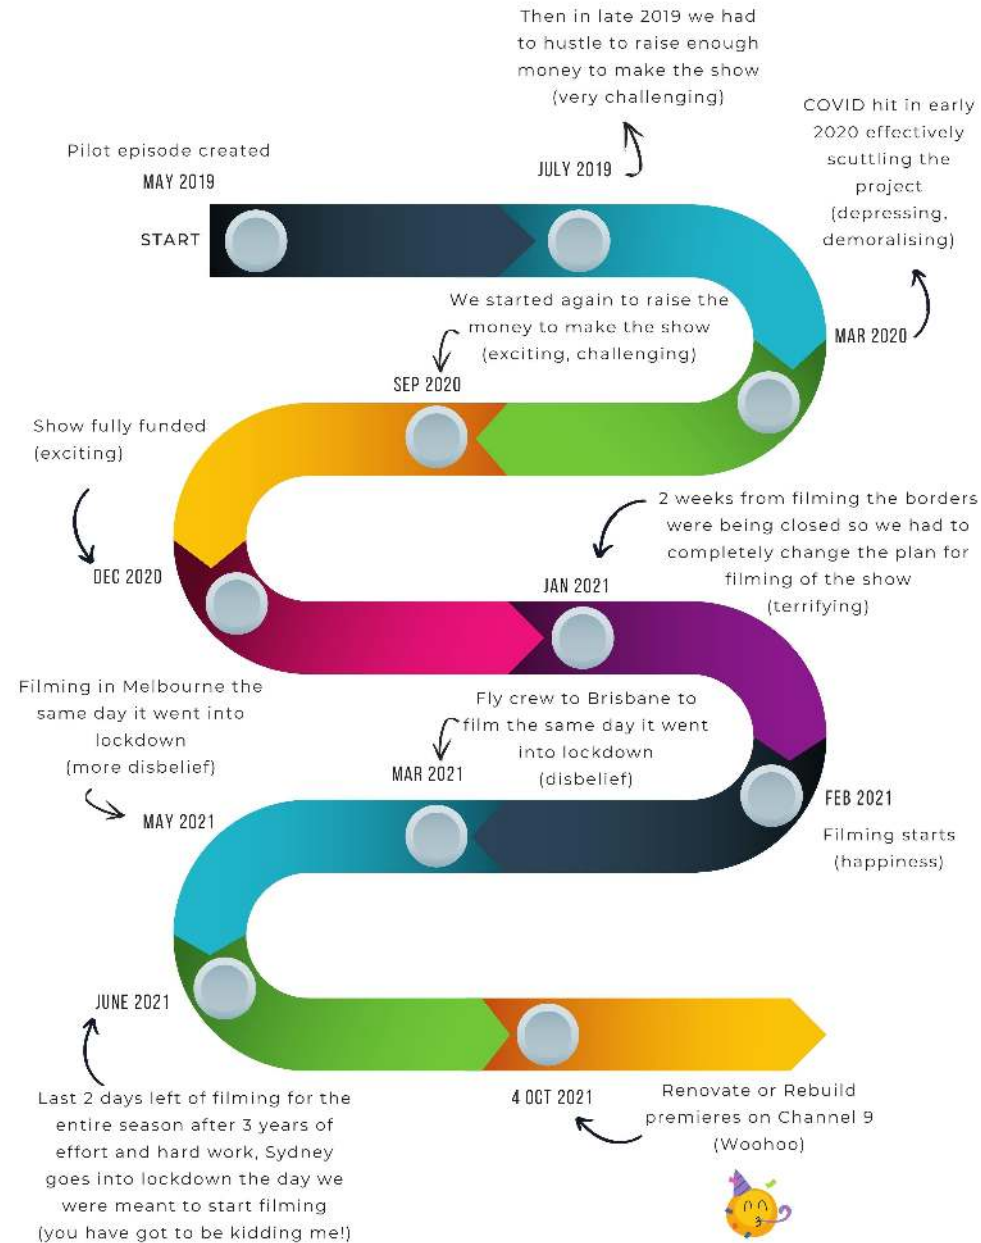 Then in late 2019 we had
to hustle to raise enough
money to make the show
(very challenging)
JULY 2019
COVID hit in early
2020 effectively
scuttling the
project
(depressing,
demoralising)
MAR 2020
Pilot episode created
MAY 2019
START
We started again to raise the
money to make the show
(exciting, challenging)
SEP 2020
Show fully funded
(exciting)
DEC 2020
2 weeks from filming the borders
were being closed so we had to
completely change the plan for
filming of the show
(terrifying)
JAN 2021
Filming in Melbourne the
same day it went into
lockdown
(more disbelief)
MAY 2021
Fly crew to Brisbane to
film the same day it went
into lockdown
(disbelief)
MAR 2021
FEB 2021
Filming starts
(happiness)
JUNE 2021
Last 2 days left of filming for the
entire season after 3 years of
effort and hard work, Sydney
goes into lockdown the day we
were meant to start filming
(you have got to be kidding me!)
4 OCT 2021
Renovate or Rebuild
premieres on Channel 9
(Woohoo)